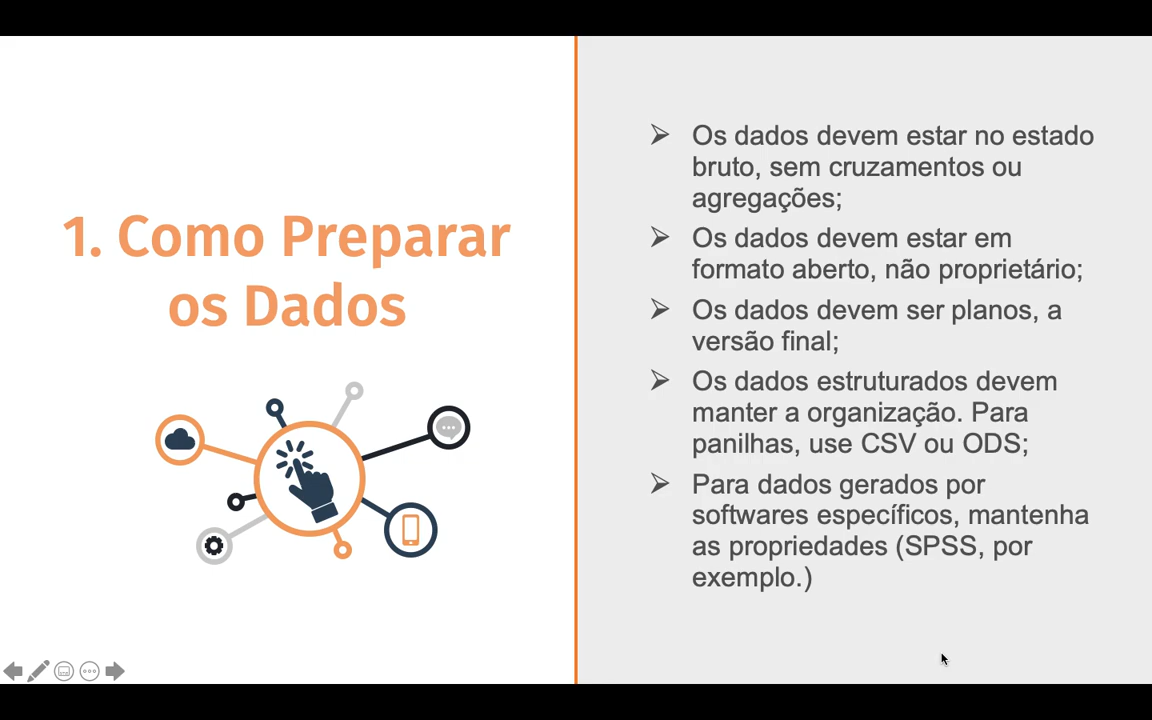 1. Como Preparar
os Dados
➢ Os dados devem estar no estado
bruto, sem cruzamentos ou
agregações;
➢ Os dados devem estar em
formato aberto, não proprietário;
➢ Os dados devem ser planos, a
versão final;
➢ Os dados estruturados devem
manter a organização. Para
panilhas, use CSV ou ODS;
➢ Para dados gerados por
softwares específicos, mantenha
as propriedades (SPSS, por
exemplo.)